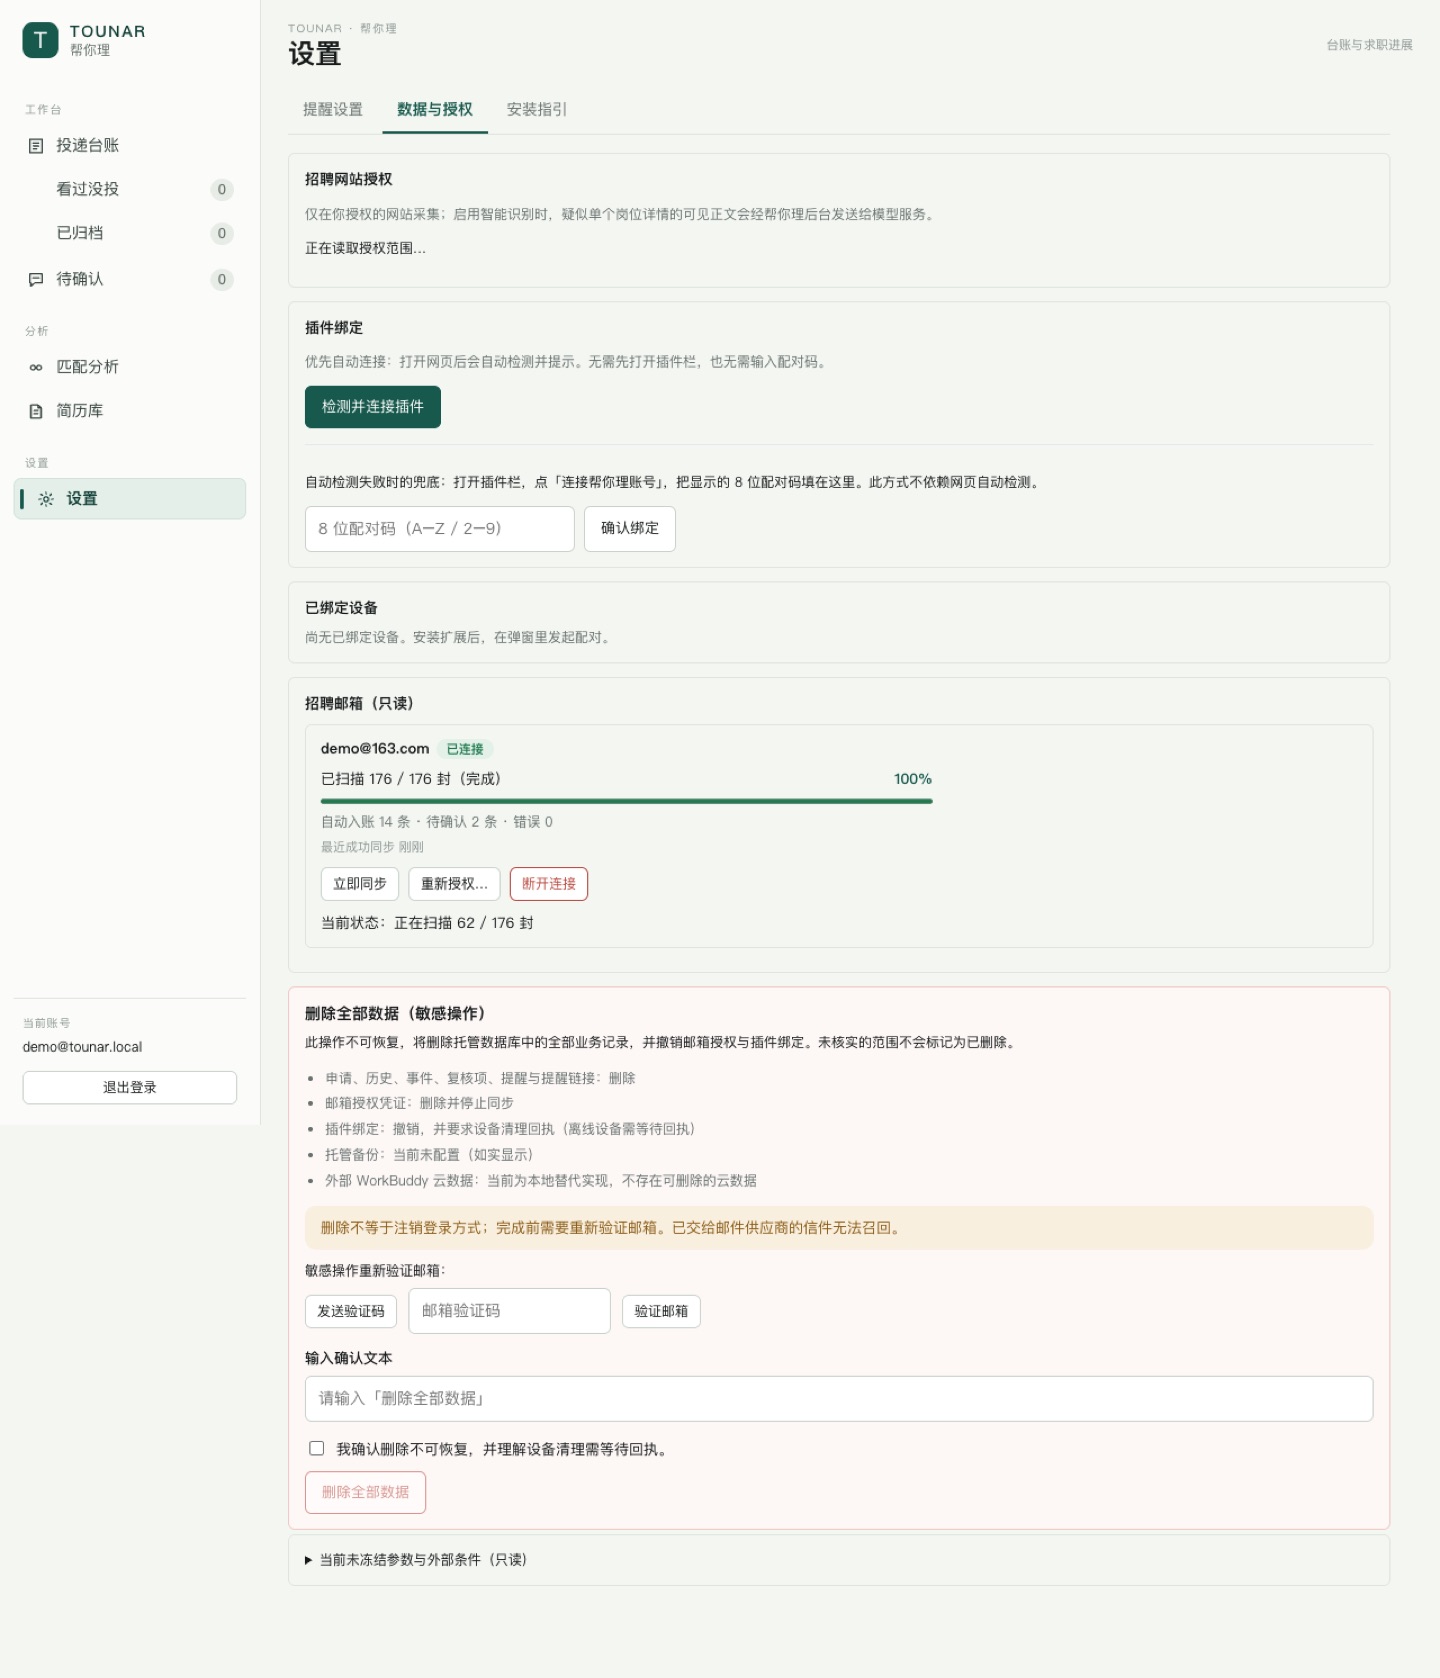 T
TOUNAR
帮你理
工作台
投递台账
看过没投 0
已归档 0
待确认 0
分析
匹配分析
简历库
设置
设置
当前账号
demo@tounar.local
退出登录
TOUNAR · 帮你理
设置
台账与求职进展
提醒设置 数据与授权 安装指引
招聘网站授权
仅在你授权的网站采集；启用智能识别时，疑似单个岗位详情的可见正文会经帮你理后台发送给模型服务。
正在读取授权范围...
插件绑定
优先自动连接：打开网页后会自动检测并提示。无需先打开插件栏，也无需输入配对码。
检测并连接插件
自动检测失败时的兜底：打开插件栏，点「连接帮你理账号」，把显示的 8 位配对码填在这里。此方式不依赖网页自动检测。
8 位配对码（A–Z / 2–9） 确认绑定
已绑定设备
尚无已绑定设备。安装扩展后，在弹窗里发起配对。
招聘邮箱（只读）
demo@163.com 已连接
已扫描 176 / 176 封（完成） 100%
自动入账 14 条 · 待确认 2 条 · 错误 0
最近成功同步 刚刚
立即同步 重新授权... 断开连接
当前状态：正在扫描 62 / 176 封
删除全部数据（敏感操作）
此操作不可恢复，将删除托管数据库中的全部业务记录，并撤销邮箱授权与插件绑定。未核实的范围不会标记为已删除。
• 申请、历史、事件、复核项、提醒与提醒链接：删除
• 邮箱授权凭证：删除并停止同步
• 插件绑定：撤销，并要求设备清理回执（离线设备需等待回执）
• 托管备份：当前未配置（如实显示）
• 外部 WorkBuddy 云数据：当前为本地替代实现，不存在可删除的云数据
删除不等于注销登录方式；完成前需要重新验证邮箱。已交给邮件供应商的信件无法召回。
敏感操作重新验证邮箱：
发送验证码 邮箱验证码 验证邮箱
输入确认文本
请输入「删除全部数据」
我确认删除不可恢复，并理解设备清理需等待回执。
删除全部数据
▶ 当前未冻结参数与外部条件（只读）